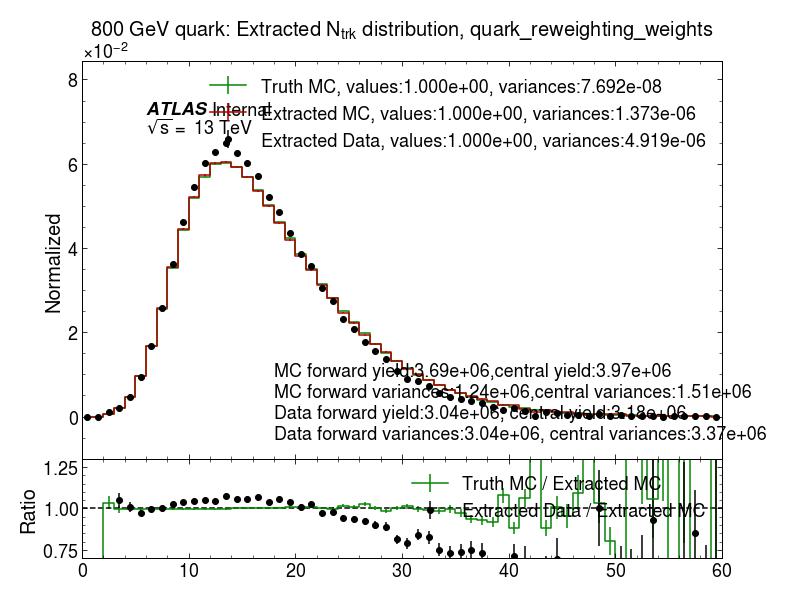 800 GeV quark: Extracted N_trk distribution, quark_reweighting_weights
×10⁻²
Truth MC, values:1.000e+00, variances:7.692e-08
ATLAS Internal
Extracted MC, values:1.000e+00, variances:1.373e-06
√s = 13 TeV
Extracted Data, values:1.000e+00, variances:4.919e-06
Normalized
8
6
4
2
0
MC forward yield:3.69e+06,central yield:3.97e+06
MC forward variances:1.24e+06,central variances:1.51e+06
Data forward yield:3.04e+06, central yield:3.18e+06
Data forward variances:3.04e+06, central variances:3.37e+06
Ratio
1.25
1.00
0.75
Truth MC / Extracted MC
Extracted Data / Extracted MC
0 10 20 30 40 50 60